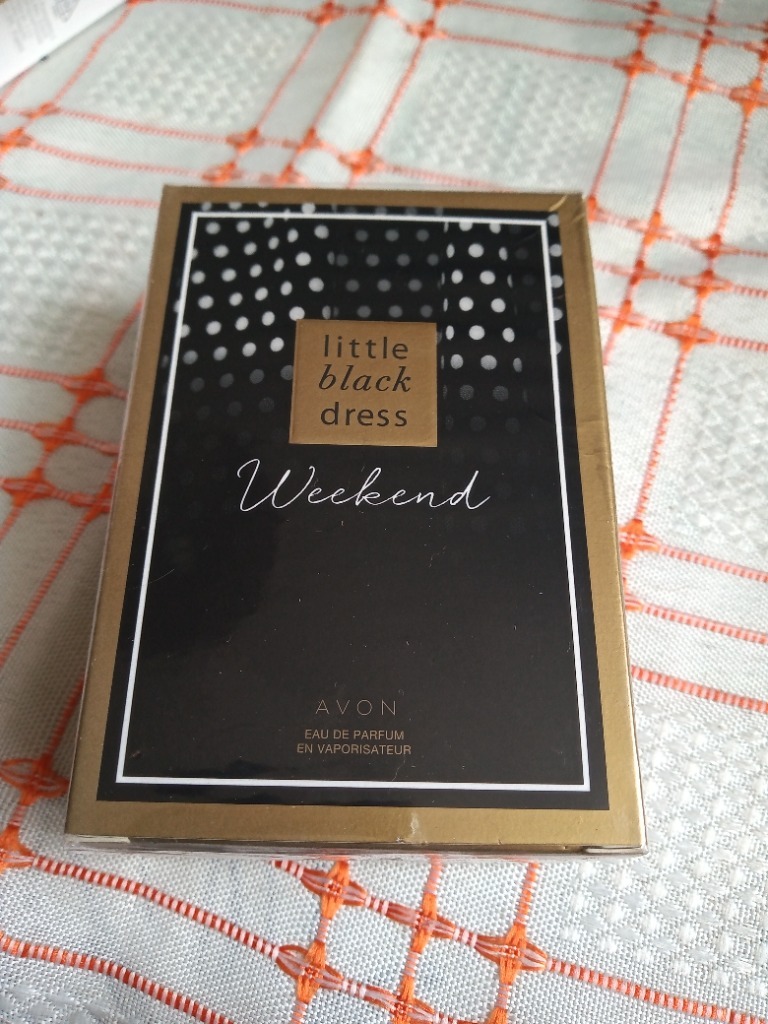 little
black
dress
Weekend
AVON
EAU DE PARFUM
EN VAPORISATEUR